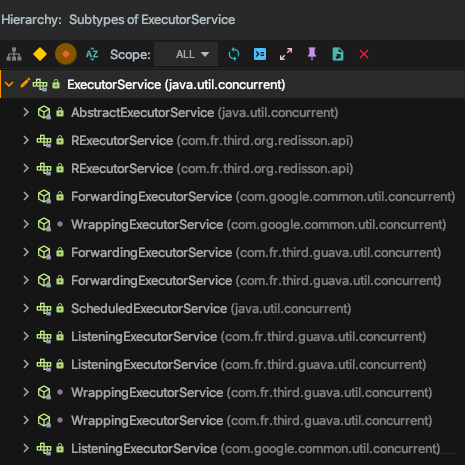 Hierarchy: Subtypes of ExecutorService
Scope: ALL
ExecutorService (java.util.concurrent)
AbstractExecutorService (java.util.concurrent)
RExecutorService (com.fr.third.org.redisson.api)
RExecutorService (com.fr.third.org.redisson.api)
ForwardingExecutorService (com.google.common.util.concurrent)
WrappingExecutorService (com.google.common.util.concurrent)
ForwardingExecutorService (com.fr.third.guava.util.concurrent)
ForwardingExecutorService (com.fr.third.guava.util.concurrent)
ScheduledExecutorService (java.util.concurrent)
ListeningExecutorService (com.fr.third.guava.util.concurrent)
ListeningExecutorService (com.fr.third.guava.util.concurrent)
WrappingExecutorService (com.fr.third.guava.util.concurrent)
WrappingExecutorService (com.fr.third.guava.util.concurrent)
ListeningExecutorService (com.google.common.util.concurrent)